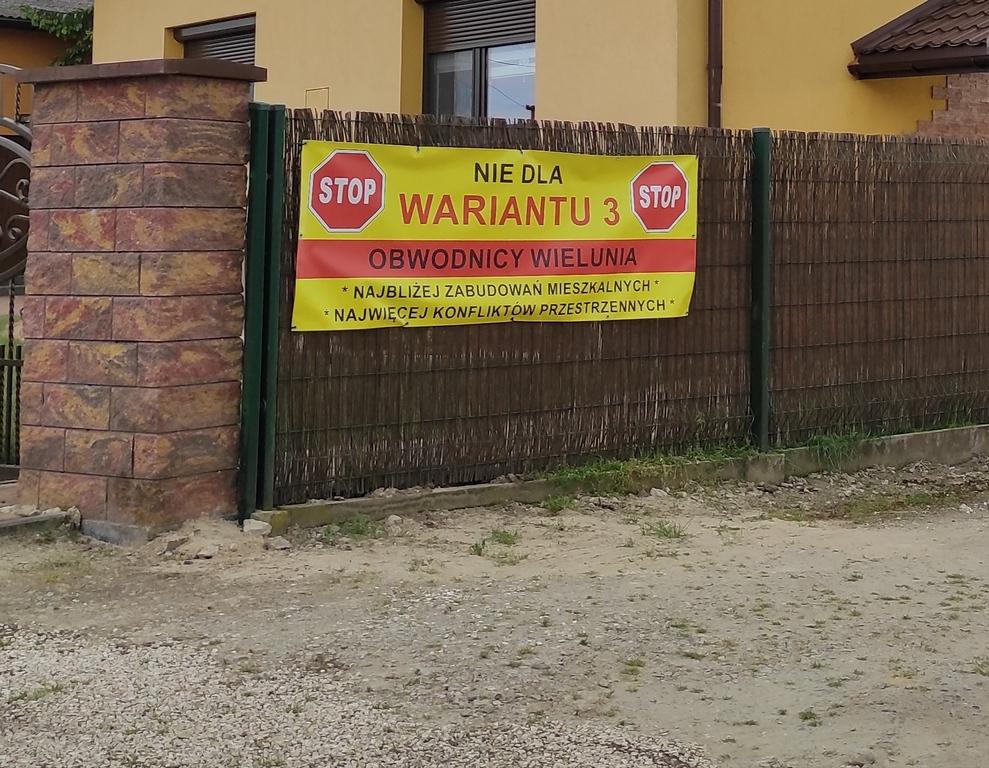 STOP
NIE DLA
STOP
WARIANTU 3
OBWODNICY WIELUNIA
* NAJBLIŻEJ ZABUDOWAŃ MIESZKALNYCH *
* NAJWIĘCEJ KONFLIKTÓW PRZESTRZENNYCH *